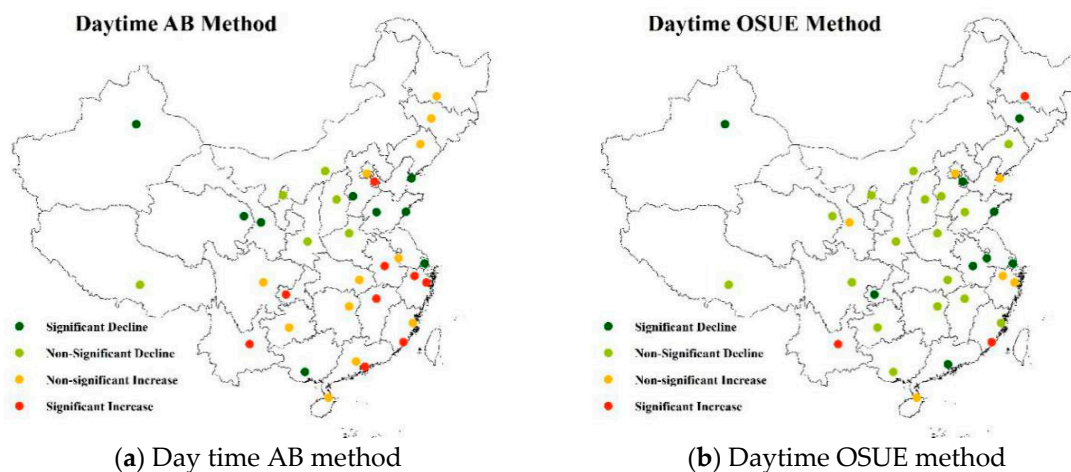 Daytime AB Method
Significant Decline
Non-Significant Decline
Non-significant Increase
Significant Increase
(a) Day time AB method
Daytime OSUE Method
Significant Decline
Non-Significant Decline
Non-significant Increase
Significant Increase
(b) Daytime OSUE method